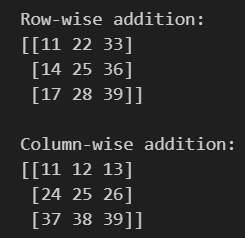 Row-wise addition:
[[11 22 33]
 [14 25 36]
 [17 28 39]]

Column-wise addition:
[[11 12 13]
 [24 25 26]
 [37 38 39]]